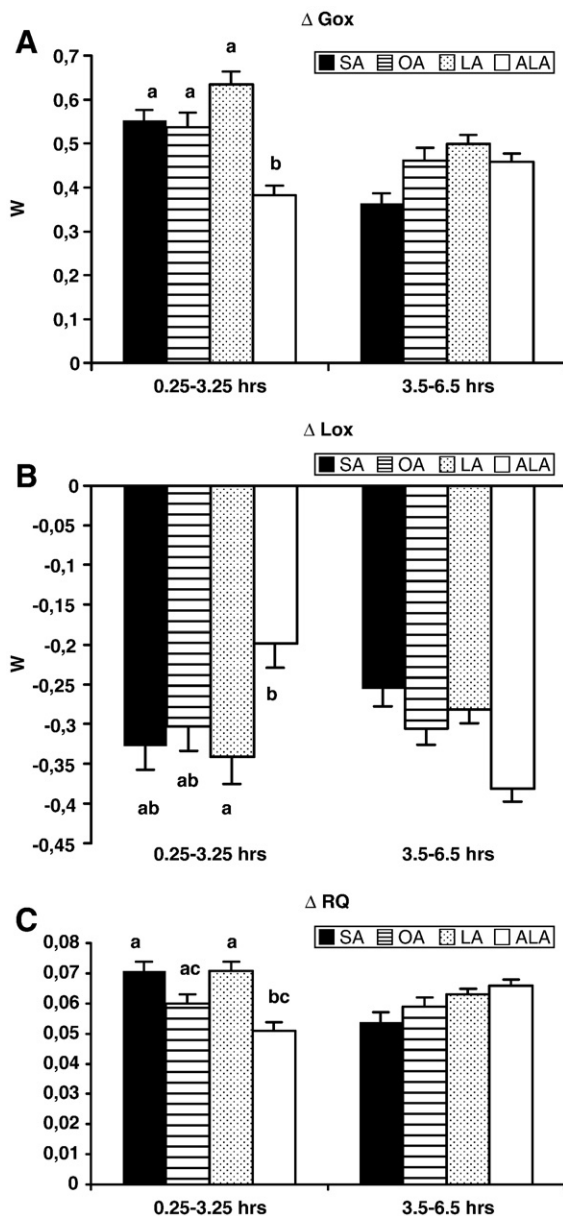 Δ Gox
A
SA OA LA ALA
0,7
0,6
0,5
0,4
0,3
0,2
0,1
0
W
a a a b
0.25-3.25 hrs 3.5-6.5 hrs
Δ Lox
B
SA OA LA ALA
0
-0,05
-0,1
-0,15
-0,2
-0,25
-0,3
-0,35
-0,4
-0,45
W
ab ab a b
0.25-3.25 hrs 3.5-6.5 hrs
Δ RQ
C
SA OA LA ALA
0,08
0,07
0,06
0,05
0,04
0,03
0,02
0,01
0
a ac a bc
0.25-3.25 hrs 3.5-6.5 hrs